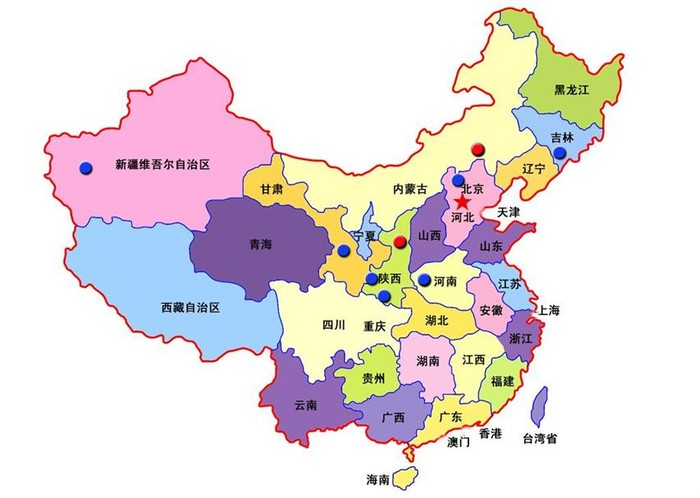 黑龙江
吉林
辽宁
新疆维吾尔自治区
甘肃
内蒙古
北京
天津
河北
宁夏
山西
山东
青海
陕西
河南
江苏
西藏自治区
安徽
上海
四川
重庆
湖北
浙江
湖南
江西
贵州
福建
云南
广西
广东
香港
澳门
台湾省
海南